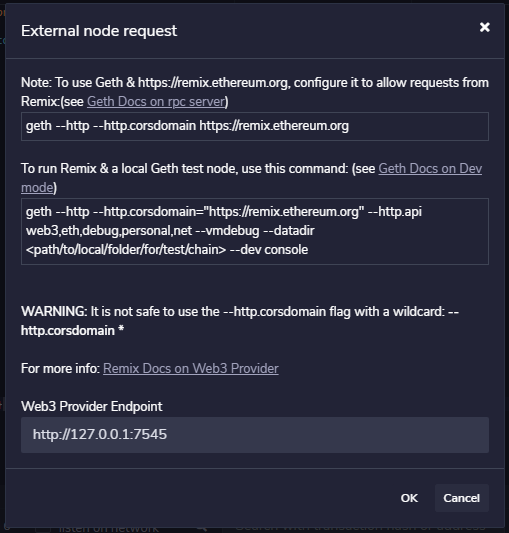 External node request
Note: To use Geth & https://remix.ethereum.org, configure it to allow requests from
Remix:(see Geth Docs on rpc server)
geth --http --http.corsdomain https://remix.ethereum.org
To run Remix & a local Geth test node, use this command: (see Geth Docs on Dev
mode)
geth --http --http.corsdomain="https://remix.ethereum.org" --http.api
web3,eth,debug,personal,net --vmdebug --datadir
<path/to/local/folder/for/test/chain> --dev console
WARNING: It is not safe to use the --http.corsdomain flag with a wildcard: --
http.corsdomain *
For more info: Remix Docs on Web3 Provider
Web3 Provider Endpoint
http://127.0.0.1:7545
OK Cancel
listen on network